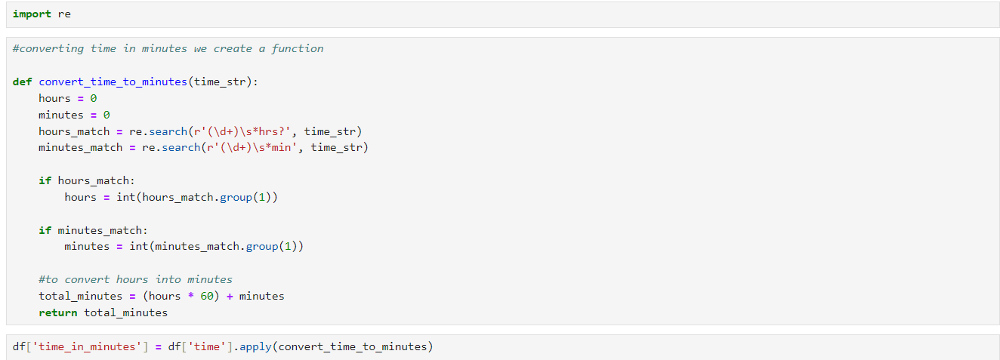 import re
#converting time in minutes we create a function
def convert_time_to_minutes(time_str):
    hours = 0
    minutes = 0
    hours_match = re.search(r'(\d+)\s*hrs?', time_str)
    minutes_match = re.search(r'(\d+)\s*min', time_str)
    if hours_match:
        hours = int(hours_match.group(1))
    if minutes_match:
        minutes = int(minutes_match.group(1))
    #to convert hours into minutes
    total_minutes = (hours * 60) + minutes
    return total_minutes
df['time_in_minutes'] = df['time'].apply(convert_time_to_minutes)